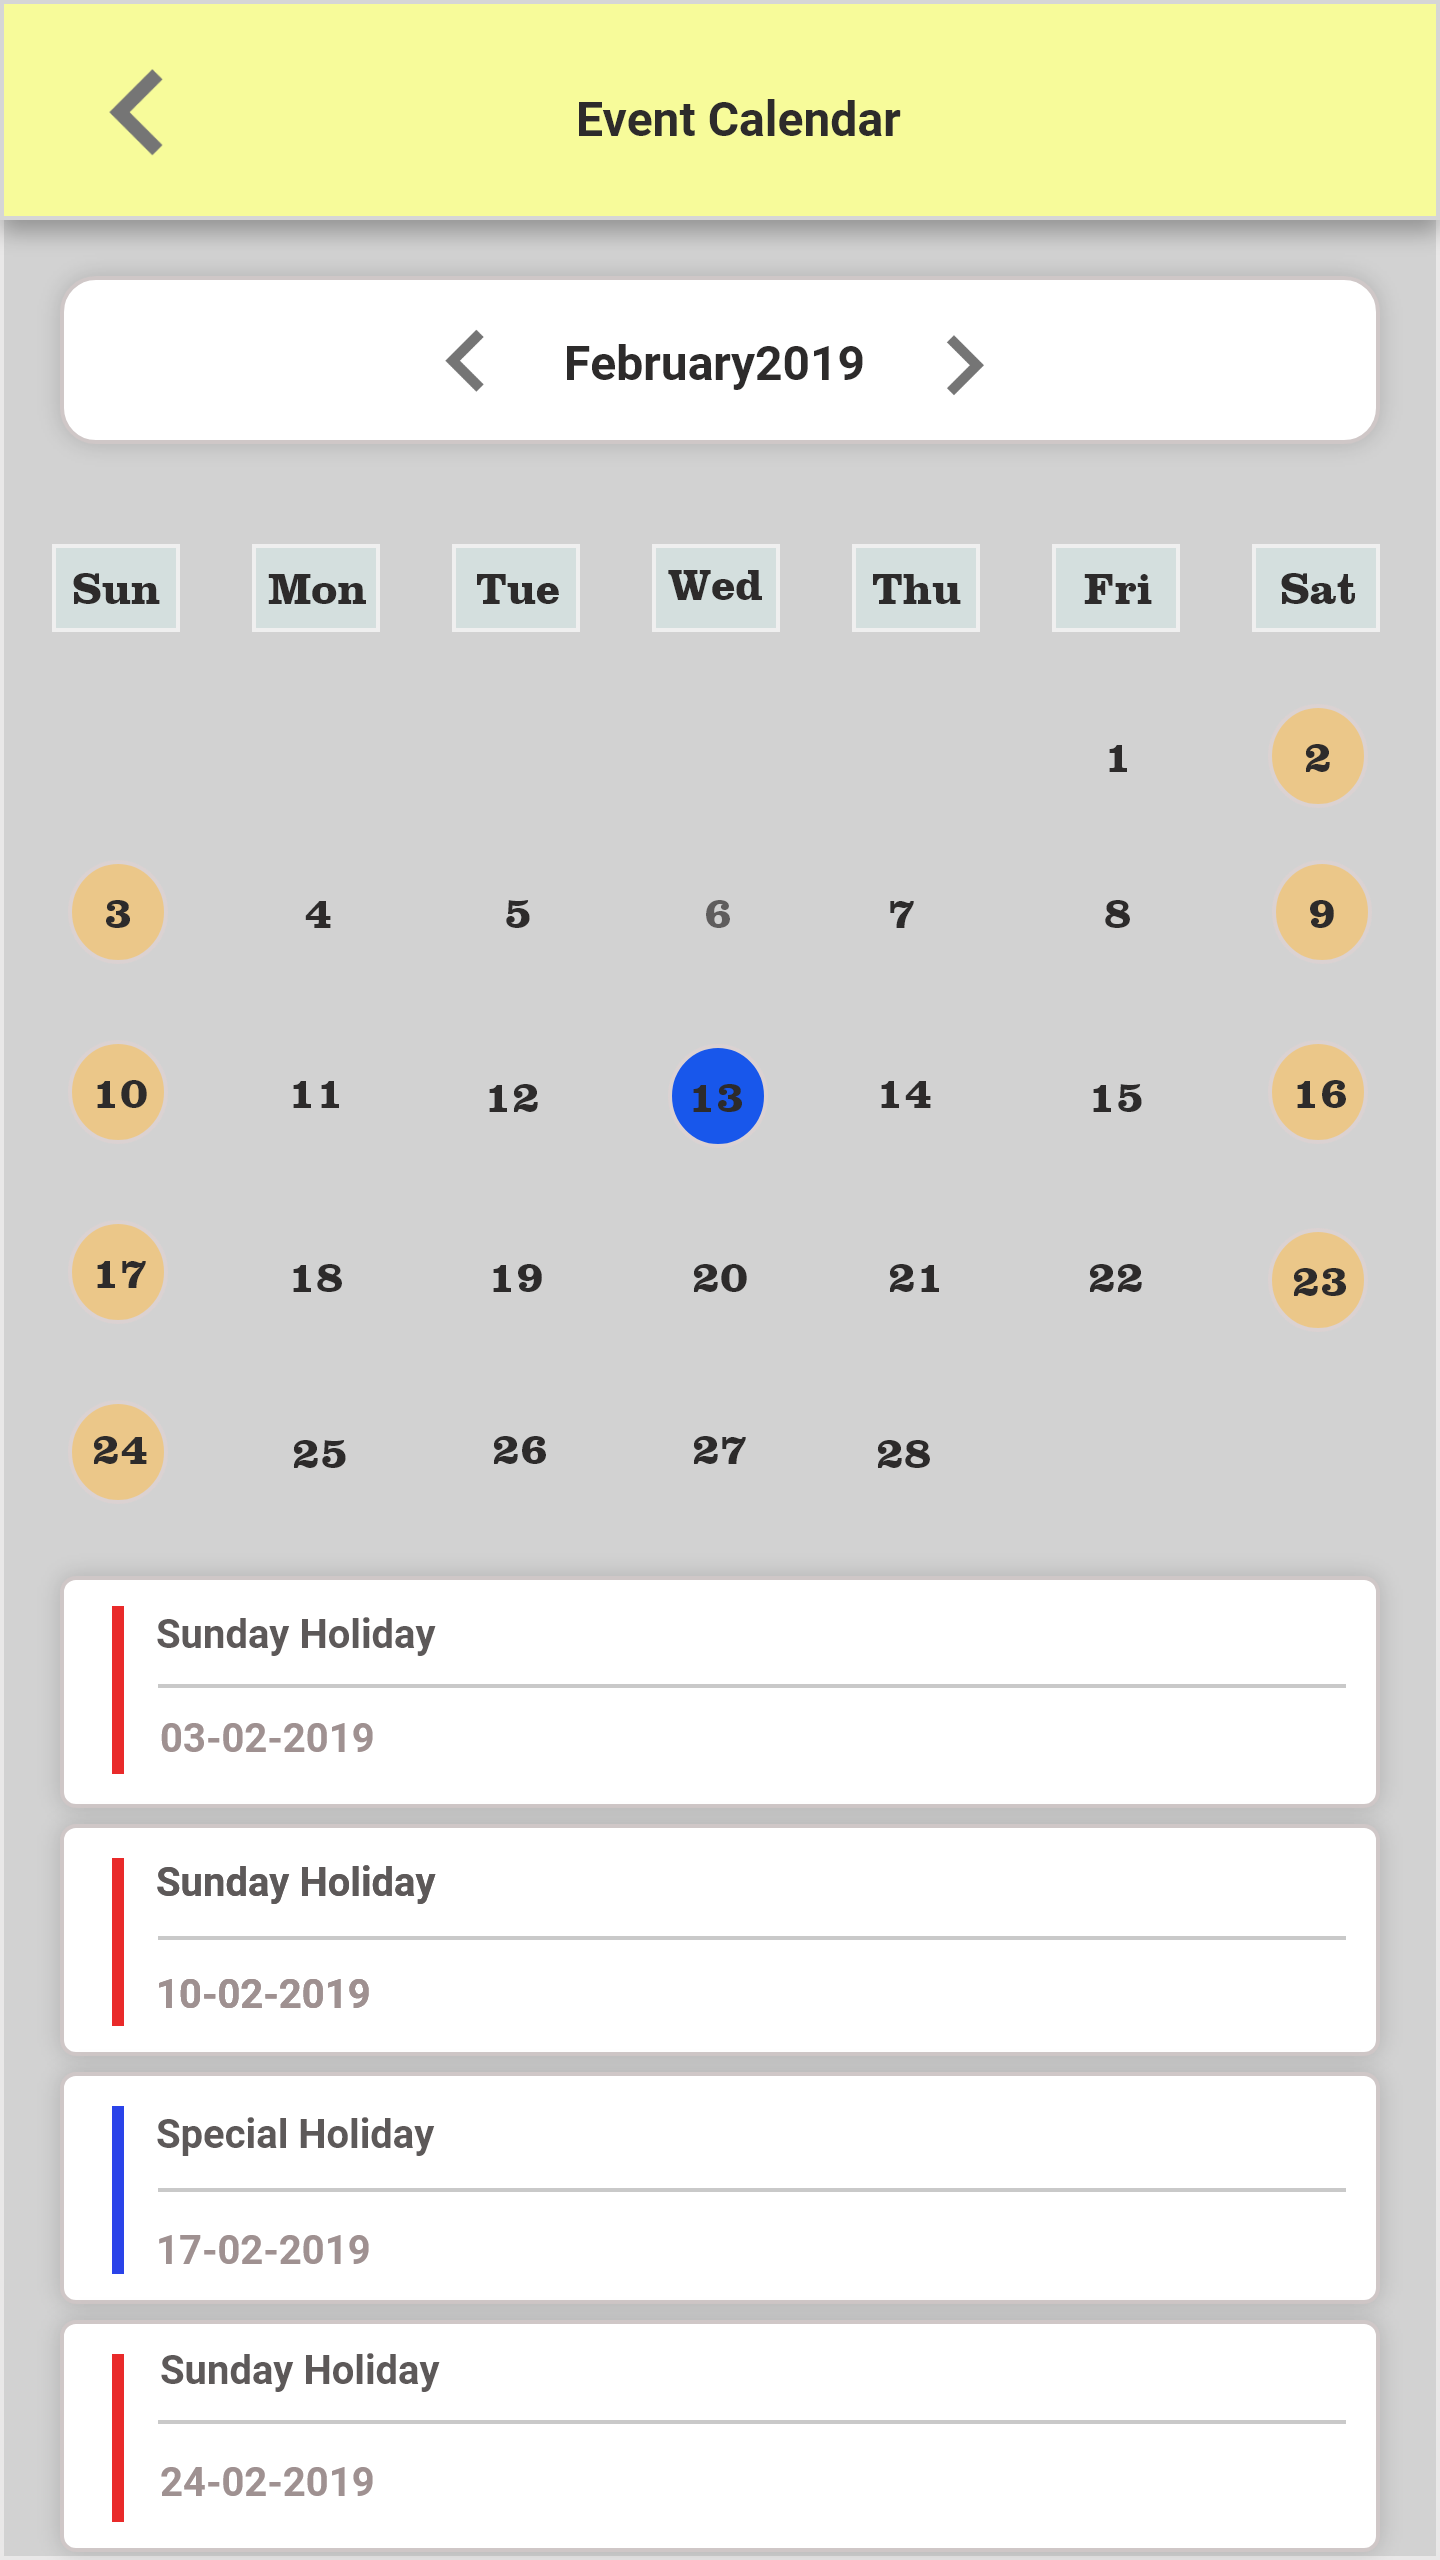 Event Calendar
February2019
Sun Mon Tue Wed Thu Fri Sat
1 2
3 4 5 6 7 8 9
10 11 12 13 14 15 16
17 18 19 20 21 22 23
24 25 26 27 28
Sunday Holiday
03-02-2019
Sunday Holiday
10-02-2019
Special Holiday
17-02-2019
Sunday Holiday
24-02-2019